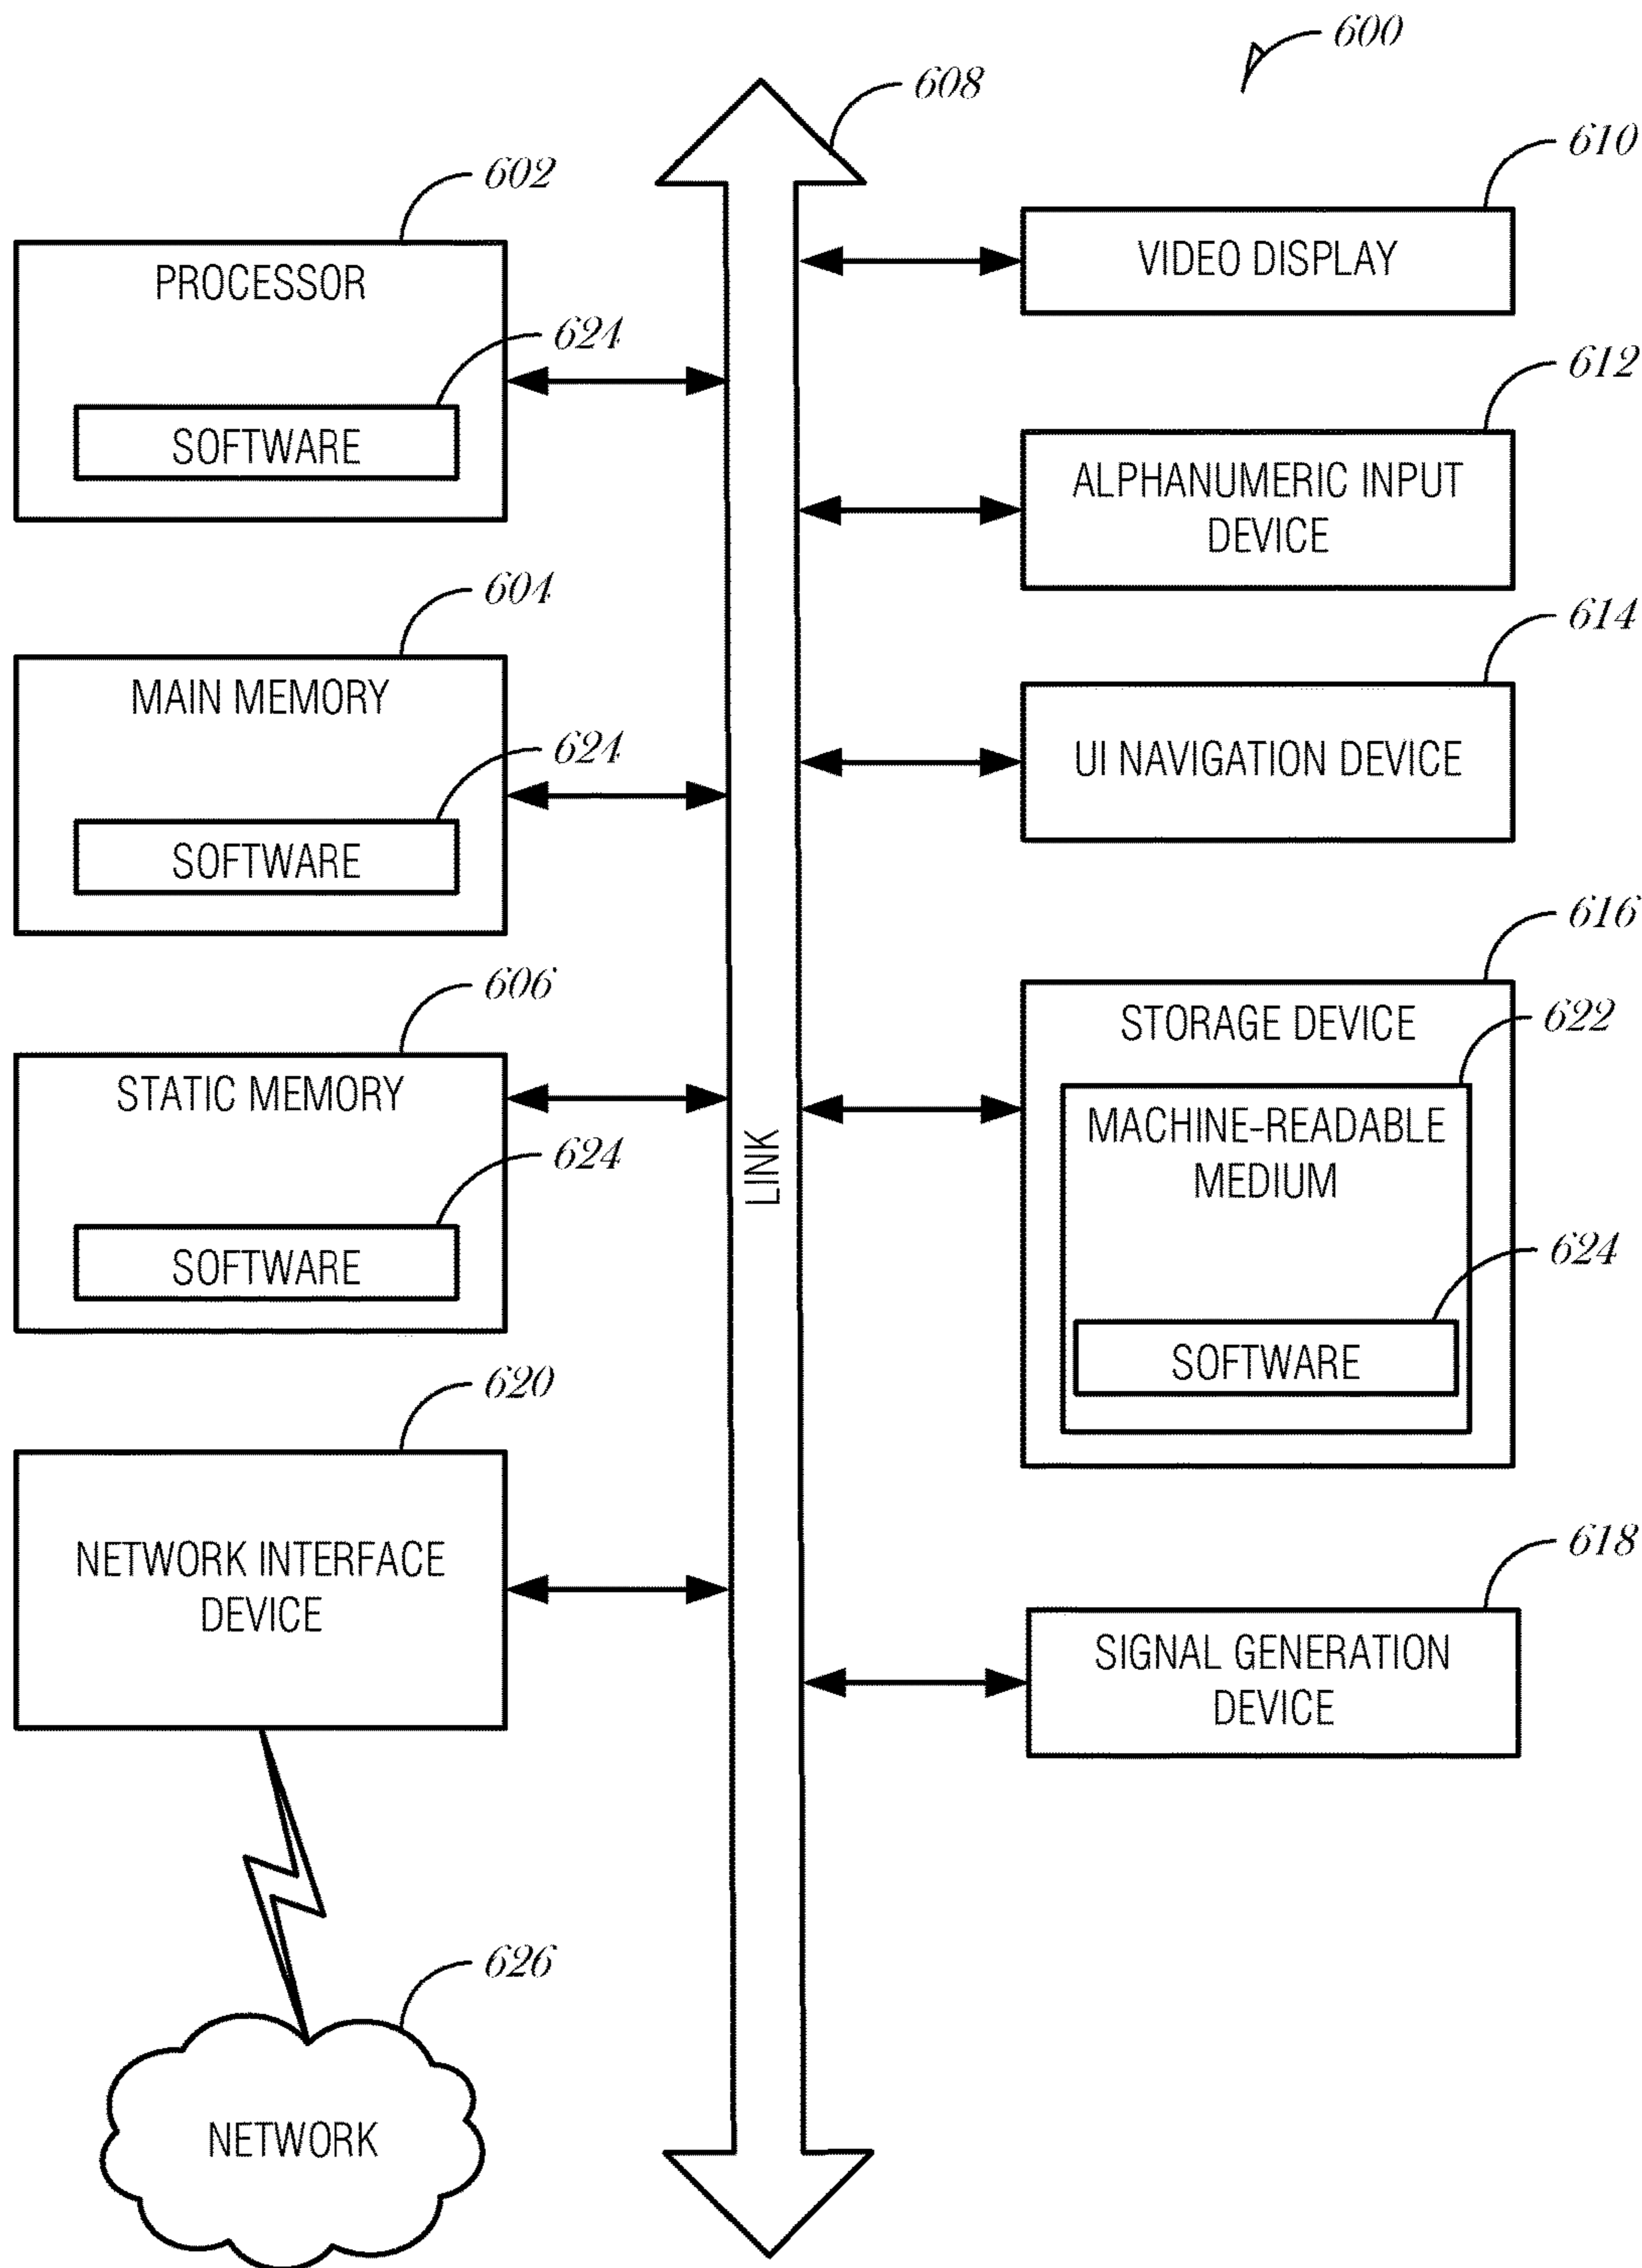 600
608
602
PROCESSOR
624
SOFTWARE
604
MAIN MEMORY
624
SOFTWARE
606
STATIC MEMORY
624
SOFTWARE
620
NETWORK INTERFACE
DEVICE
626
NETWORK
LINK
610
VIDEO DISPLAY
612
ALPHANUMERIC INPUT
DEVICE
614
UI NAVIGATION DEVICE
616
STORAGE DEVICE
622
MACHINE-READABLE
MEDIUM
624
SOFTWARE
618
SIGNAL GENERATION
DEVICE